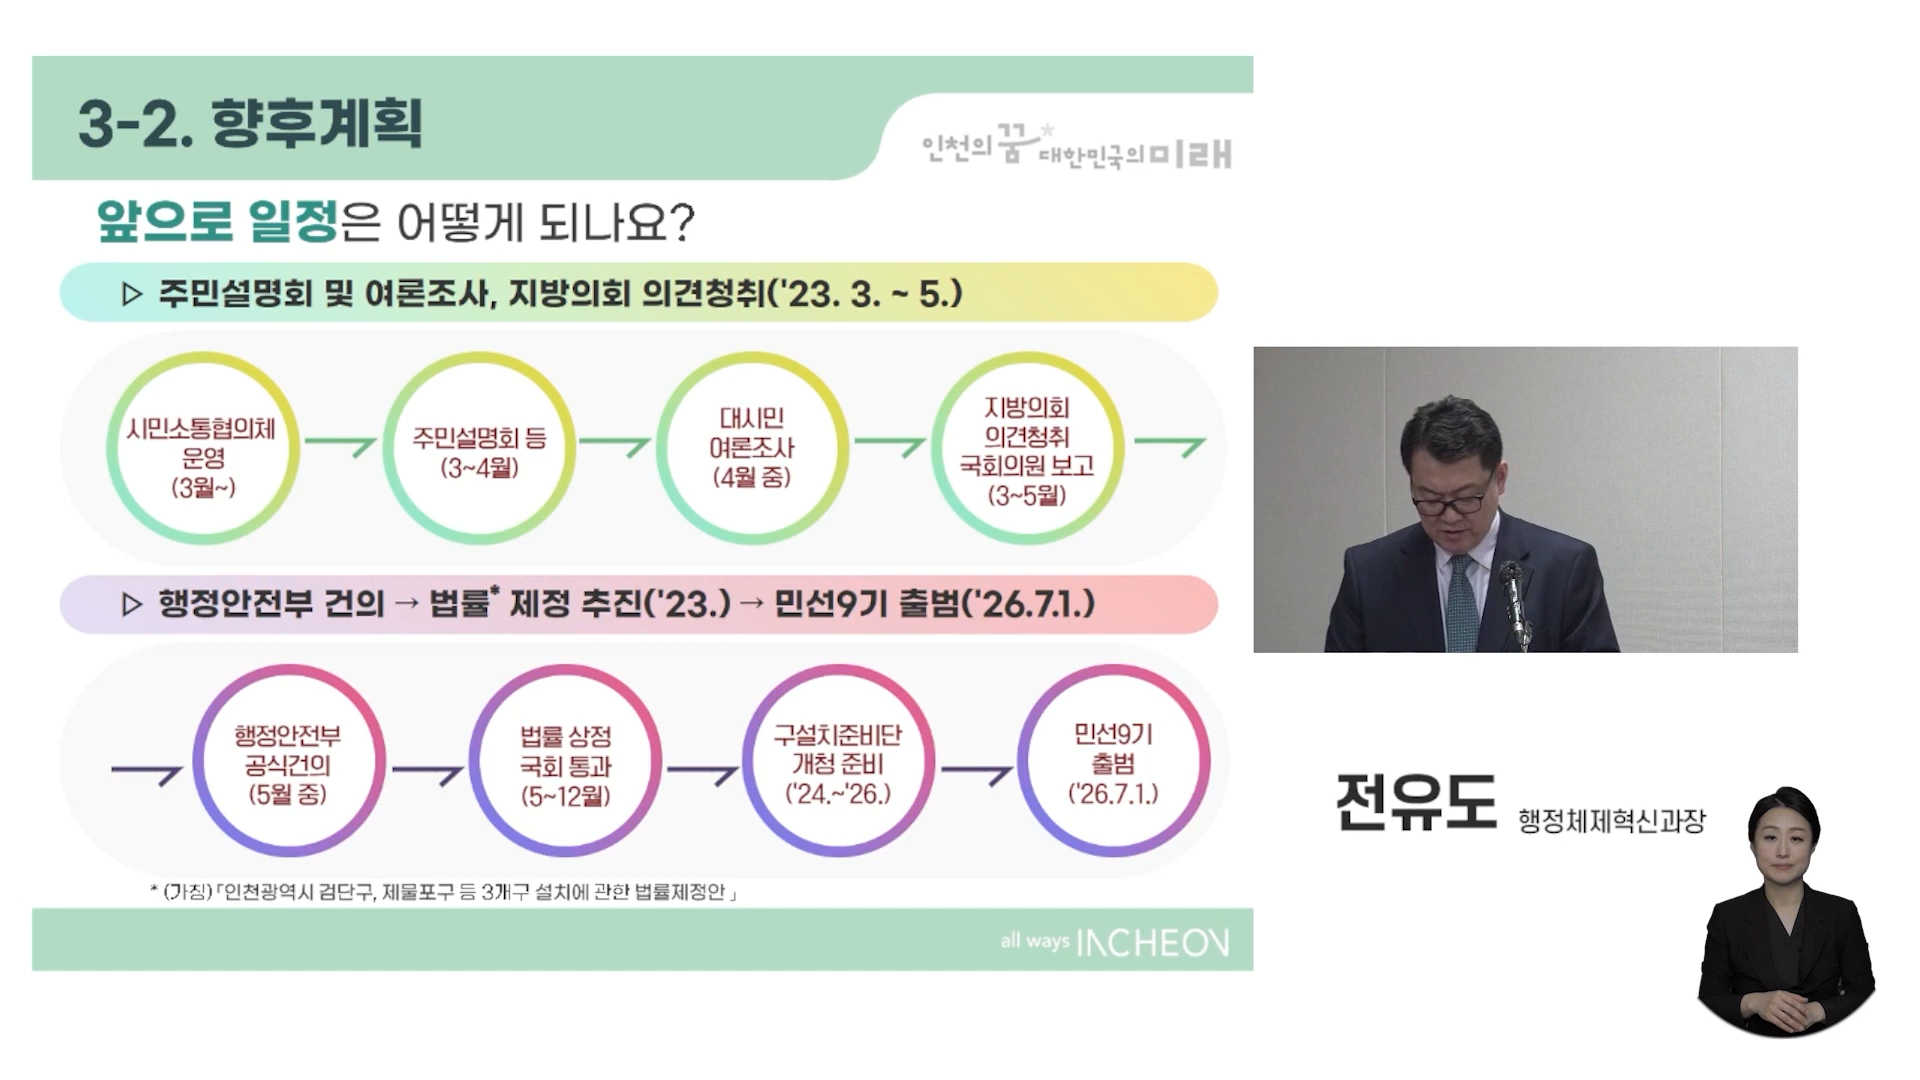 3-2. 향후계획
인천의 꿈* 대한민국의 미래
앞으로 일정은 어떻게 되나요?
▷ 주민설명회 및 여론조사, 지방의회 의견청취('23. 3. ~ 5.)
시민소통협의체
운영
(3월~)
주민설명회 등
(3~4월)
대시민
여론조사
(4월 중)
지방의회
의견청취
국회의원 보고
(3~5월)
▷ 행정안전부 건의 → 법률* 제정 추진('23.) → 민선9기 출범('26.7.1.)
행정안전부
공식건의
(5월 중)
법률 상정
국회 통과
(5~12월)
구설치준비단
개청 준비
('24.~'26.)
민선9기
출범
('26.7.1.)
* (가칭)「인천광역시 검단구, 제물포구 등 3개구 설치에 관한 법률제정안」
all ways INCHEON
전유도 행정체제혁신과장